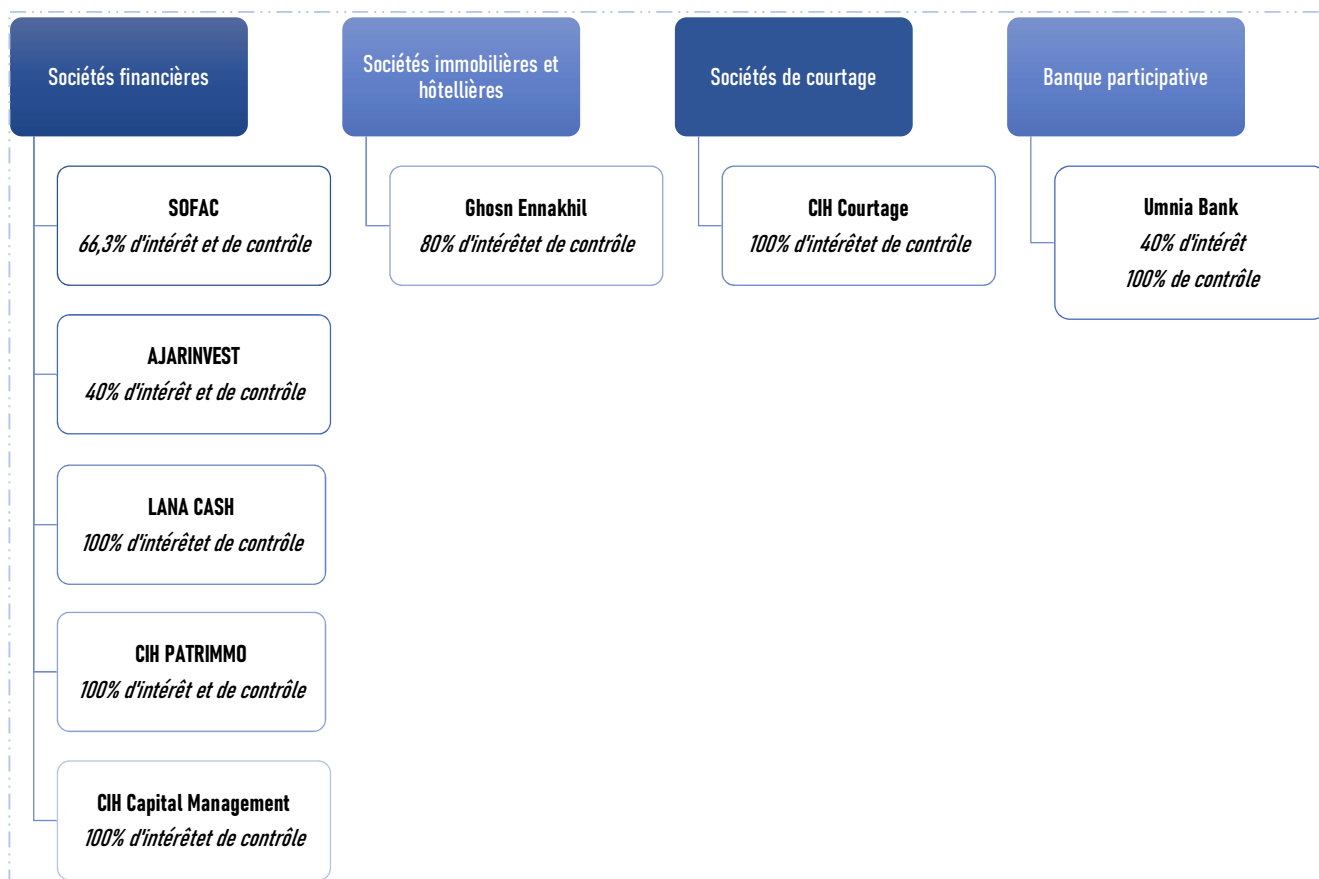 Sociétés financières
SOFAC
66,3% d'intérêt et de contrôle
AJARINVEST
40% d'intérêt et de contrôle
LANA CASH
100% d'intérêtet de contrôle
CIH PATRIMMO
100% d'intérêt et de contrôle
CIH Capital Management
100% d'intérêtet de contrôle
Sociétés immobilières et
hôtellières
Ghosn Ennakhil
80% d'intérêtet de contrôle
Sociétés de courtage
CIH Courtage
100% d'intérêtet de contrôle
Banque participative
Umnia Bank
40% d'intérêt
100% de contrôle